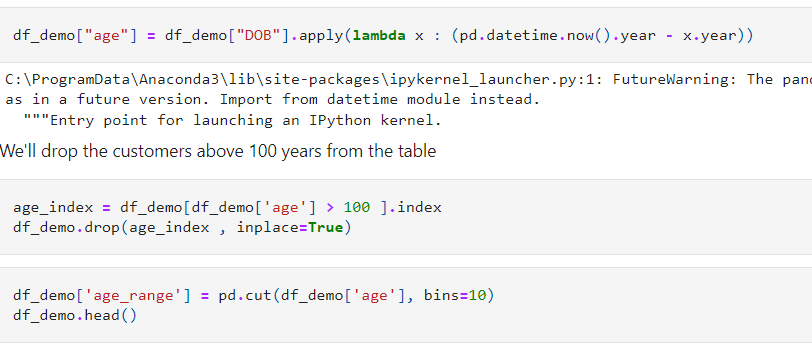 df_demo["age"] = df_demo["DOB"].apply(lambda x : (pd.datetime.now().year - x.year))
C:\ProgramData\Anaconda3\lib\site-packages\ipykernel_launcher.py:1: FutureWarning: The
as in a future version. Import from datetime module instead.
"""Entry point for launching an IPython kernel.
We'll drop the customers above 100 years from the table
age_index = df_demo[df_demo['age'] > 100 ].index
df_demo.drop(age_index , inplace=True)
df_demo['age_range'] = pd.cut(df_demo['age'], bins=10)
df_demo.head()